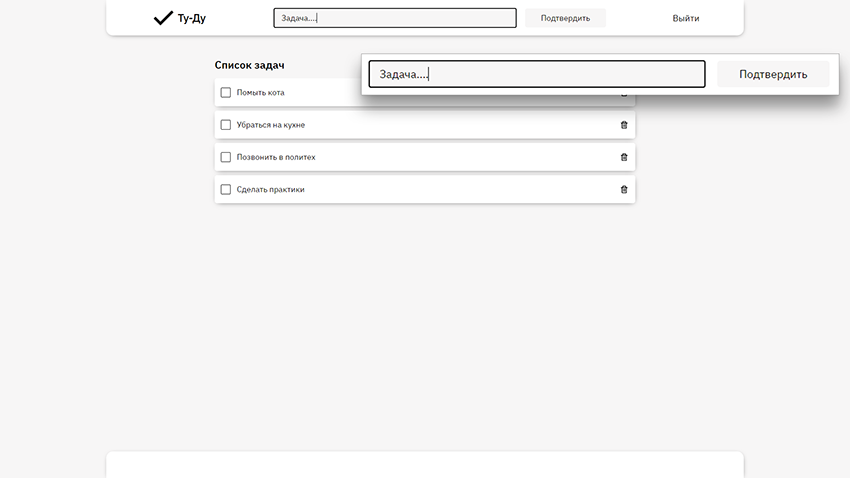 Ту-Ду
Задача....
Подтвердить
Выйти
Список задач
Задача....
Подтвердить
Помыть кота
Убраться на кухне
Позвонить в политех
Сделать практики